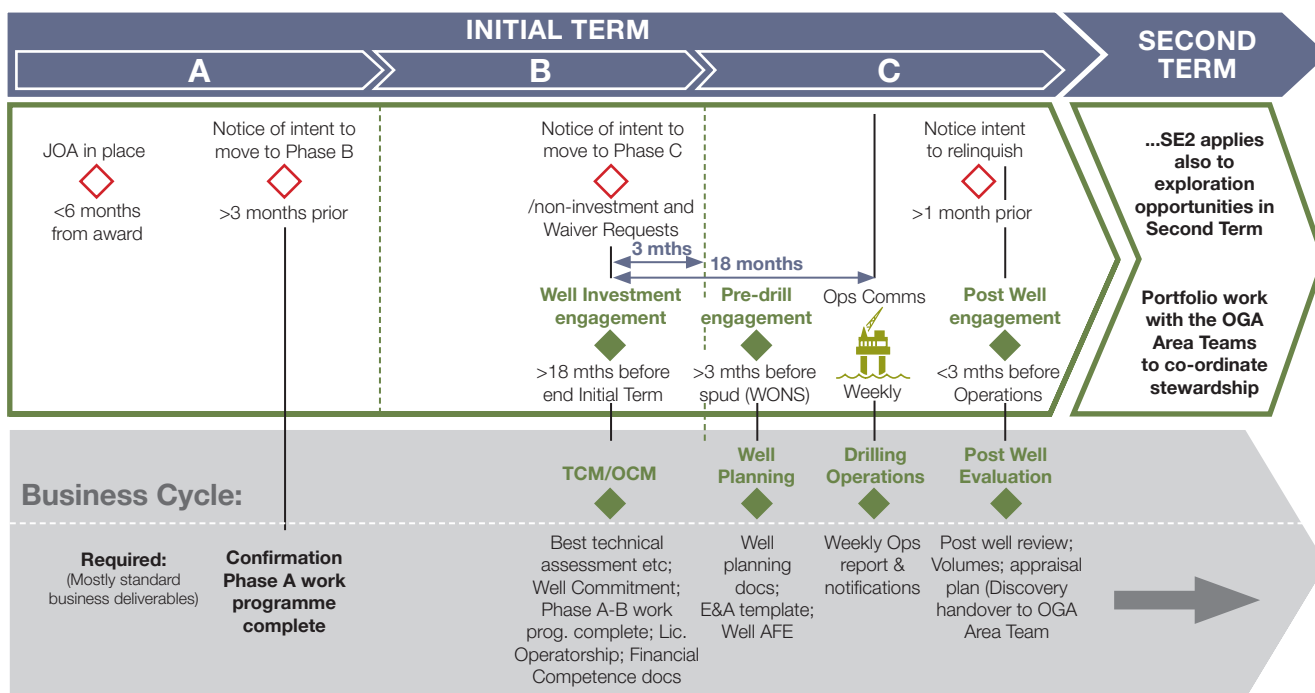 INITIAL TERM
SECOND
TERM
A
B
C
JOA in place
<6 months
from award
Notice of intent to
move to Phase B
>3 months prior
Notice of intent to
move to Phase C
/non-investment and
Waiver Requests
3 mths
18 months
Notice intent
to relinquish
>1 month prior
Well Investment
engagement
>18 mths before
end Initial Term
Pre-drill
engagement
>3 mths before
spud (WONS)
Ops Comms
Weekly
Post Well
engagement
<3 mths before
Operations
...SE2 applies
also to
exploration
opportunities in
Second Term
Portfolio work
with the OGA
Area Teams
to co-ordinate
stewardship
Business Cycle:
TCM/OCM
Well
Planning
Drilling
Operations
Post Well
Evaluation
Required:
(Mostly standard
business deliverables)
Confirmation
Phase A work
programme
complete
Best technical
assessment etc;
Well Commitment;
Phase A-B work
prog. complete; Lic.
Operatorship; Financial
Competence docs
Well
planning
docs;
E&A template;
Well AFE
Weekly Ops
report &
notifications
Post well review;
Volumes; appraisal
plan (Discovery
handover to OGA
Area Team